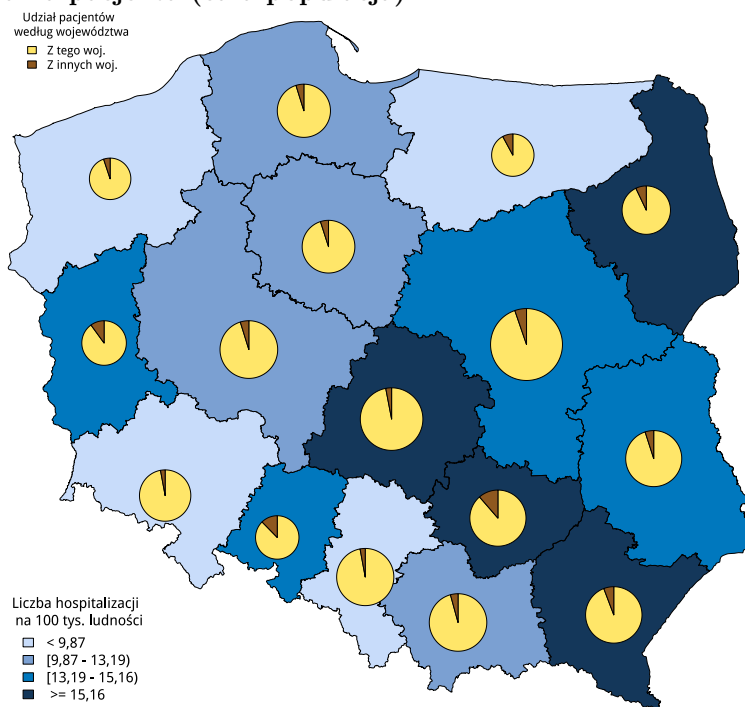 Udział pacjentów
według województwa
Z tego woj.
Z innych woj.
Liczba hospitalizacji
na 100 tys. ludności
< 9,87
[9,87 - 13,19)
[13,19 - 15,16)
>= 15,16